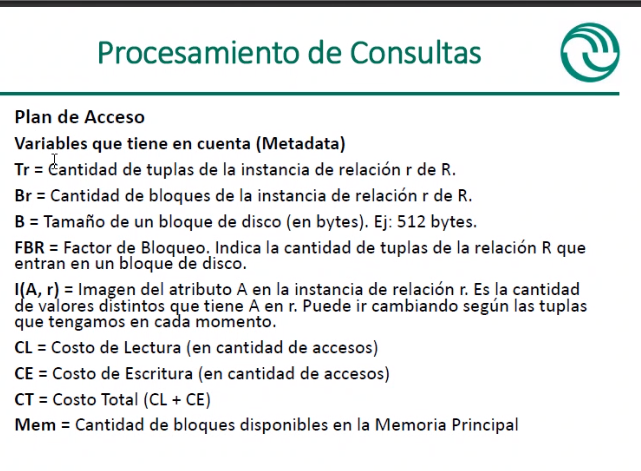 Procesamiento de Consultas
Plan de Acceso
Variables que tiene en cuenta (Metadata)
Tr = Cantidad de tuplas de la instancia de relación r de R.
Br = Cantidad de bloques de la instancia de relación r de R.
B = Tamaño de un bloque de disco (en bytes). Ej: 512 bytes.
FBR = Factor de Bloqueo. Indica la cantidad de tuplas de la relación R que
entran en un bloque de disco.
I(A, r) = Imagen del atributo A en la instancia de relación r. Es la cantidad
de valores distintos que tiene A en r. Puede ir cambiando según las tuplas
que tengamos en cada momento.
CL = Costo de Lectura (en cantidad de accesos)
CE = Costo de Escritura (en cantidad de accesos)
CT = Costo Total (CL + CE)
Mem = Cantidad de bloques disponibles en la Memoria Principal